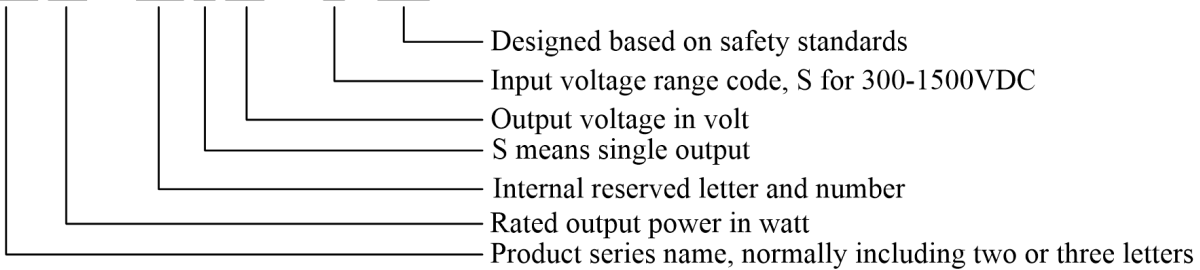 Designed based on safety standards
Input voltage range code, S for 300-1500VDC
Output voltage in volt
S means single output
Internal reserved letter and number
Rated output power in watt
Product series name, normally including two or three letters